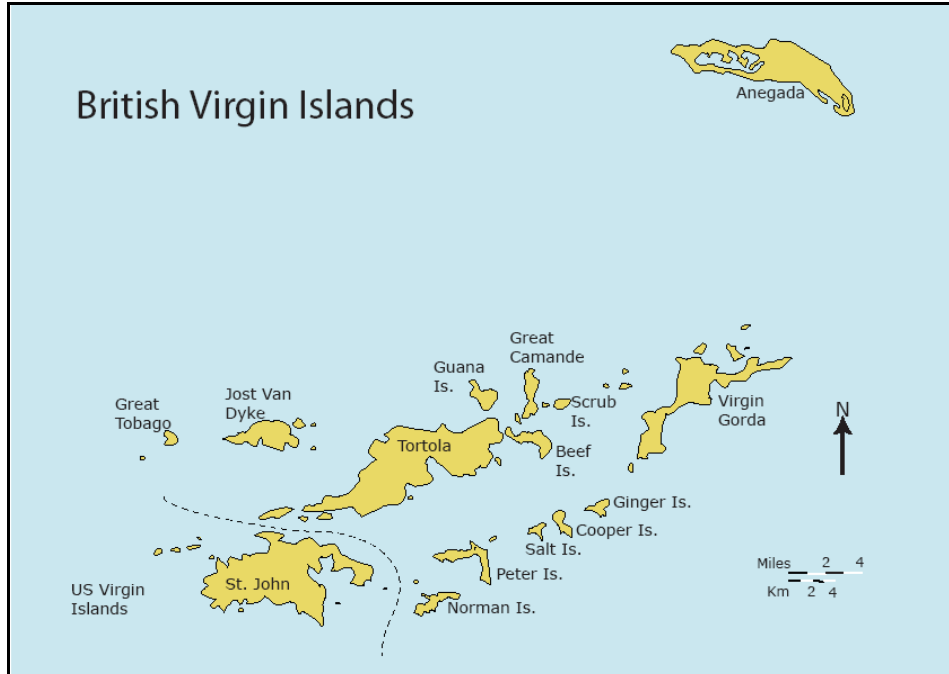 British Virgin Islands
Anegada
Great
Camande
Guana
Is.
Jost Van
Dyke
Great
Tobago
Scrub
Is.
Virgin
Gorda
N
Tortola
Beef
Is.
Ginger Is.
Cooper Is.
Salt Is.
Peter Is.
Norman Is.
St. John
US Virgin
Islands
Miles 2 4
Km 2 4